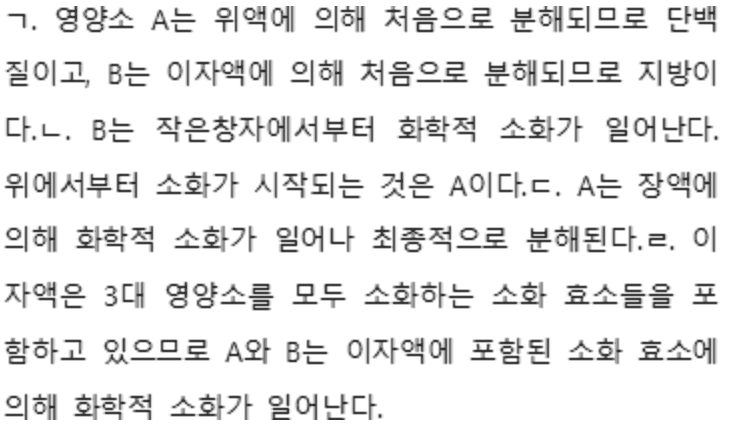 ㄱ. 영양소 A는 위액에 의해 처음으로 분해되므로 단백
질이고, B는 이자액에 의해 처음으로 분해되므로 지방이
다.ㄴ. B는 작은창자에서부터 화학적 소화가 일어난다.
위에서부터 소화가 시작되는 것은 A이다.ㄷ. A는 장액에
의해 화학적 소화가 일어나 최종적으로 분해된다.ㄹ. 이
자액은 3대 영양소를 모두 소화하는 소화 효소들을 포
함하고 있으므로 A와 B는 이자액에 포함된 소화 효소에
의해 화학적 소화가 일어난다.